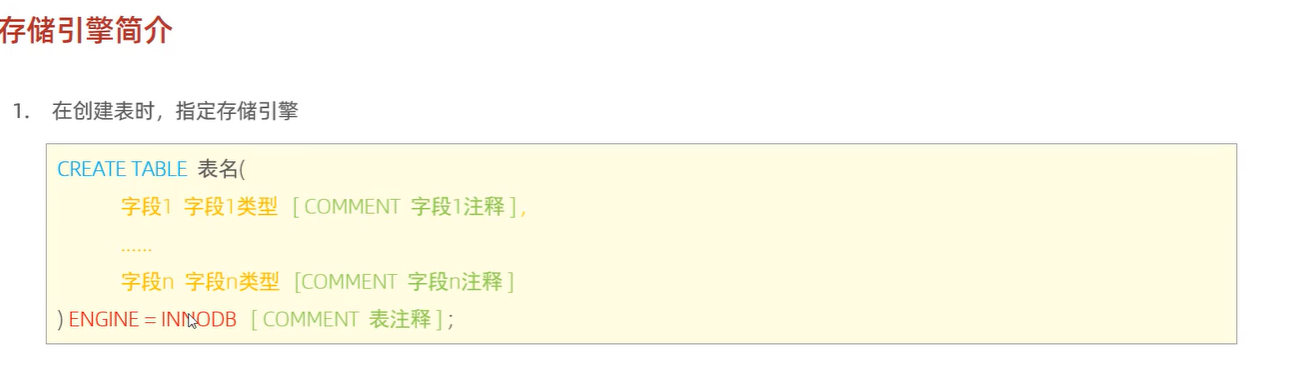 存储引擎简介
1. 在创建表时，指定存储引擎
CREATE TABLE 表名(
字段1 字段1类型 [ COMMENT 字段1注释 ] ,
......
字段n 字段n类型 [COMMENT 字段n注释 ]
) ENGINE = INNODB [ COMMENT 表注释 ] ;